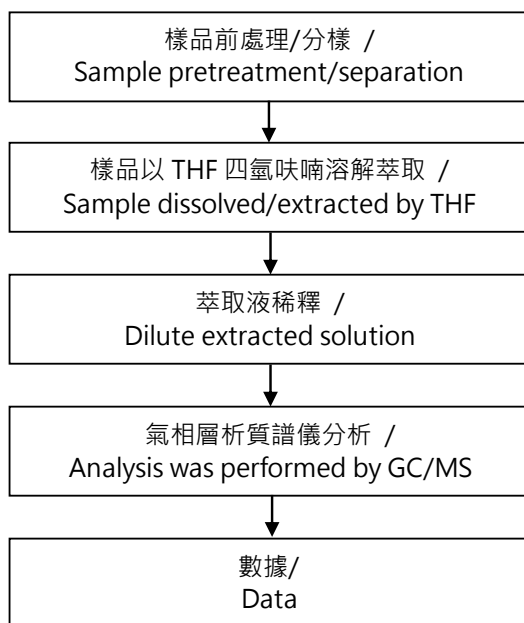 樣品前處理/分樣 /
Sample pretreatment/separation
樣品以 THF 四氫呋喃溶解萃取 /
Sample dissolved/extracted by THF
萃取液稀釋 /
Dilute extracted solution
氣相層析質譜儀分析 /
Analysis was performed by GC/MS
數據/
Data